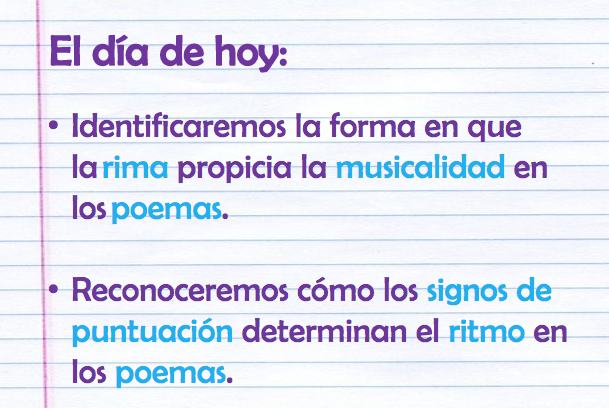 El día de hoy:
• Identificaremos la forma en que
la rima propicia la musicalidad en
los poemas.
• Reconoceremos cómo los signos de
puntuación determinan el ritmo en
los poemas.